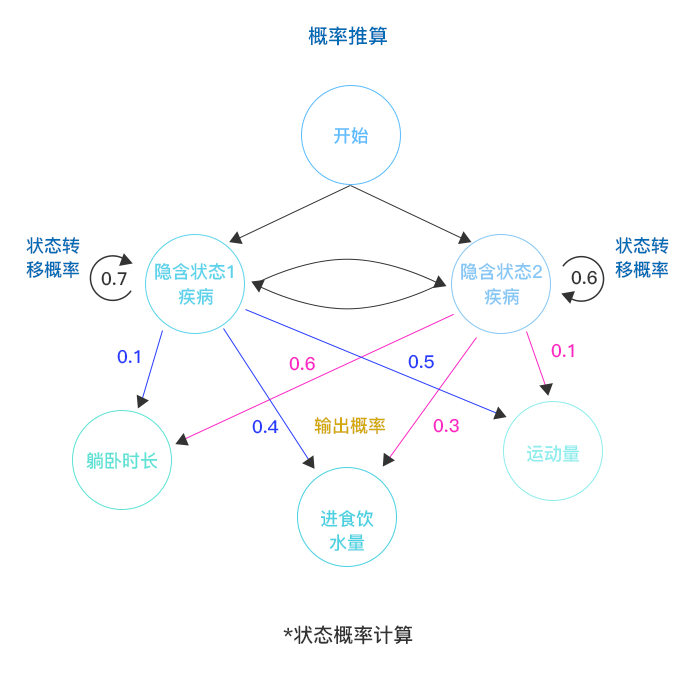 概率推算
开始
状态转
移概率
0.7
隐含状态1
疾病
隐含状态2
疾病
0.6
状态转
移概率
0.1
0.6
0.5
0.1
0.4
输出概率
0.3
躺卧时长
进食饮
水量
运动量
*状态概率计算